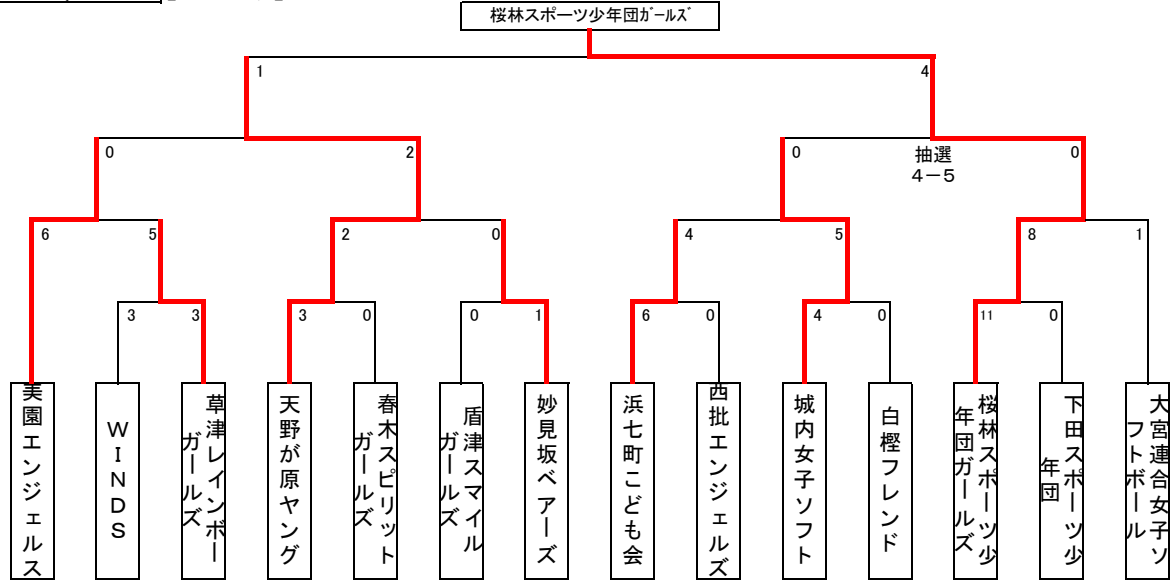 桜林スポーツ少年団ｶﾞｰﾙｽﾞ
1
4
0
2
0
抽選
0
4－5
6
5
2
0
4
5
8
1
3
3
3
0
0
1
6
0
4
0
11
0
美園エンジェルス
WINDS
草津レインボー
ガールズ
天野が原ヤング
春木スピリット
ガールズ
盾津スマイル
ガールズ
妙見坂ベアーズ
浜七町こども会
西批エンジェルズ
城内女子ソフト
白樫フレンド
桜林スポーツ少
年団ガールズ
下田スポーツ少
年団
大宮連合女子ソ
フトボール